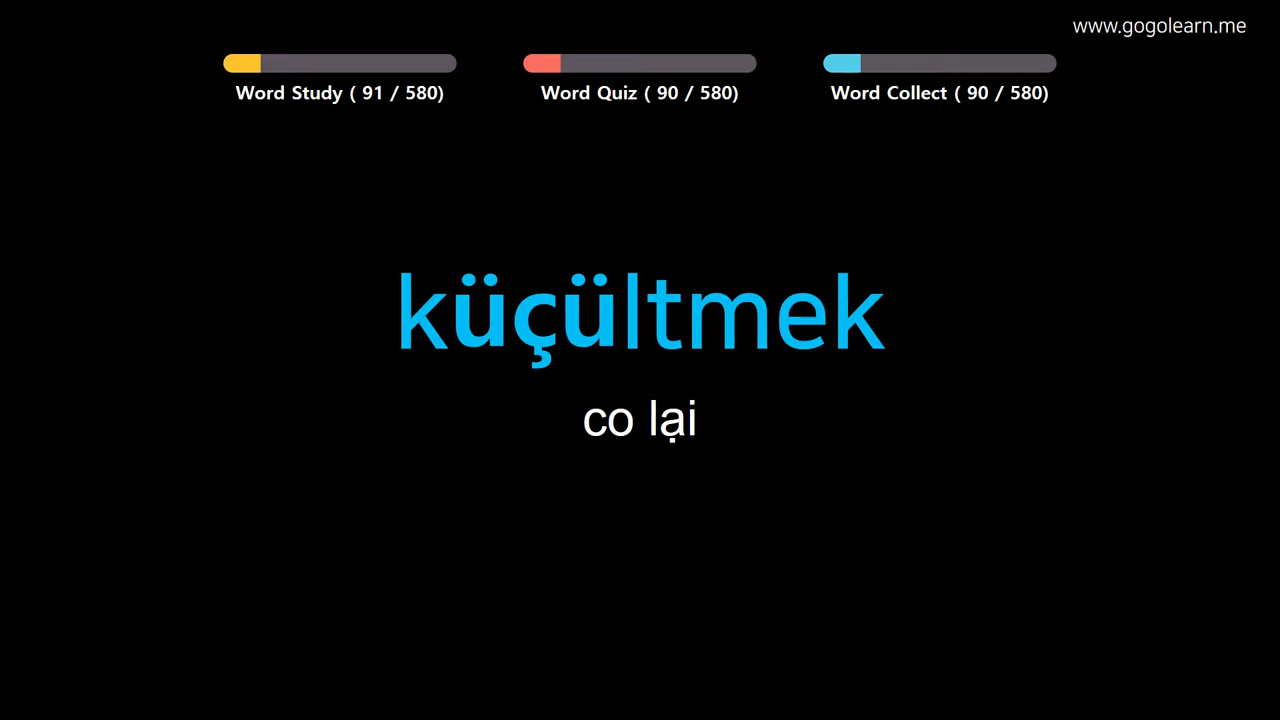 www.gogolearn.me
Word Study ( 91 / 580)
Word Quiz ( 90 / 580)
Word Collect ( 90 / 580)
küçültmek
co lại